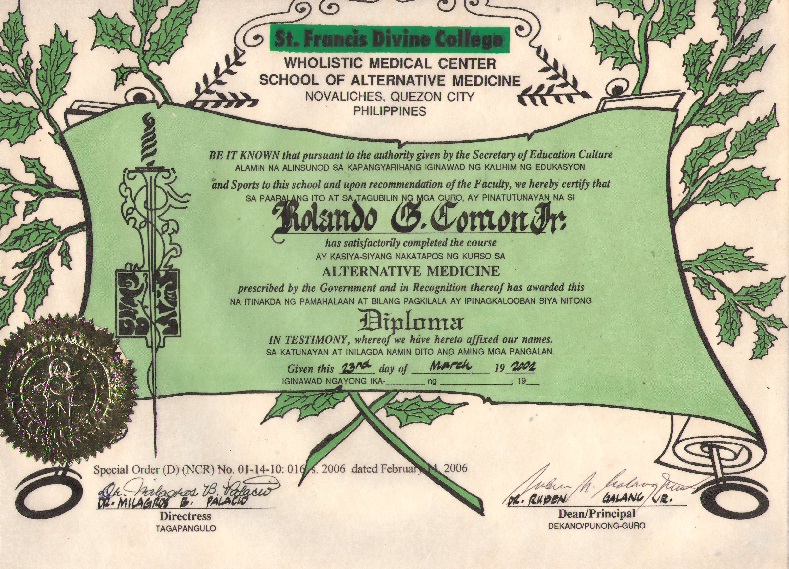 St. Francis Divine College
WHOLISTIC MEDICAL CENTER
SCHOOL OF ALTERNATIVE MEDICINE
NOVALICHES, QUEZON CITY
PHILIPPINES
BE IT KNOWN that pursuant to the authority given by the Secretary of Education Culture
ALAMIN NA ALINSUNOD SA KAPANGYARIHANG IGINAWAD NG KALIHIM NG EDUKASYON
and Sports to this school and upon recommendation of the Faculty, we hereby certify that
SA PAARALANG ITO AT SA TAGUBILIN NG MGA GURO, AY PINATUTUNAYAN NA SI
Rolando G. Comon Jr.
has satisfactorily completed the course
AY KASIYA-SIYANG NAKATAPOS NG KURSO SA
ALTERNATIVE MEDICINE
prescribed by the Government and in Recognition thereof has awarded this
NA ITINAKDA NG PAMAHALAAN AT BILANG PAGKILALA AY IPINAGKALOOBAN SIYA NITONG
Diploma
IN TESTIMONY, whereof we have hereto affixed our names.
SA KATUNAYAN AT INILAGDA NAMIN DITO ANG AMING MGA PANGALAN.
Given this 23rd day of March 19 2002
IGINAWAD NGAYONG IKA-__________ ng ____________, 19__
Special Order (D) (NCR) No. 01-14-10: 016 s. 2006 dated February 14, 2006
Dr. Milagros B. Palacio
DR. MILAGROS B. PALACIO
Directress
TAGAPANGULO
DR. RUBEN GALANG JR.
Dean/Principal
DEKANO/PUNONG-GURO